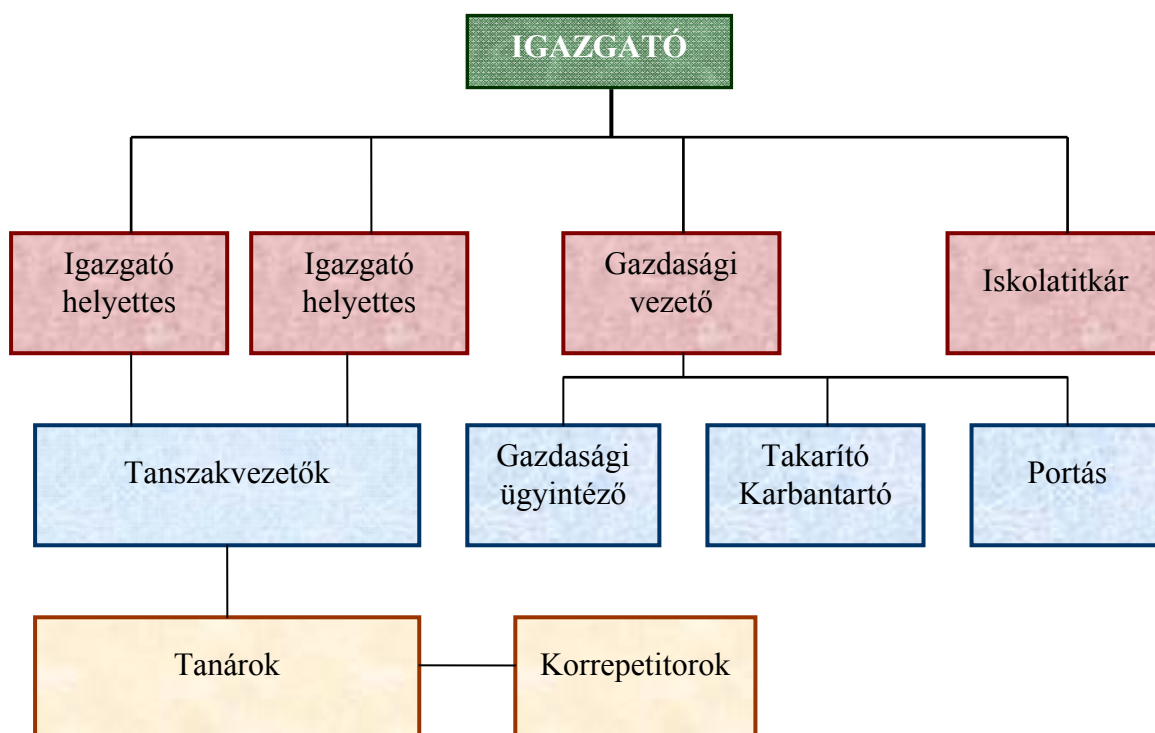 IGAZGATÓ
Igazgató
helyettes
Igazgató
helyettes
Gazdasági
vezető
Iskolatitkár
Tanszakvezetők
Gazdasági
ügyintéző
Takarító
Karbantartó
Portás
Tanárok
Korrepetitorok